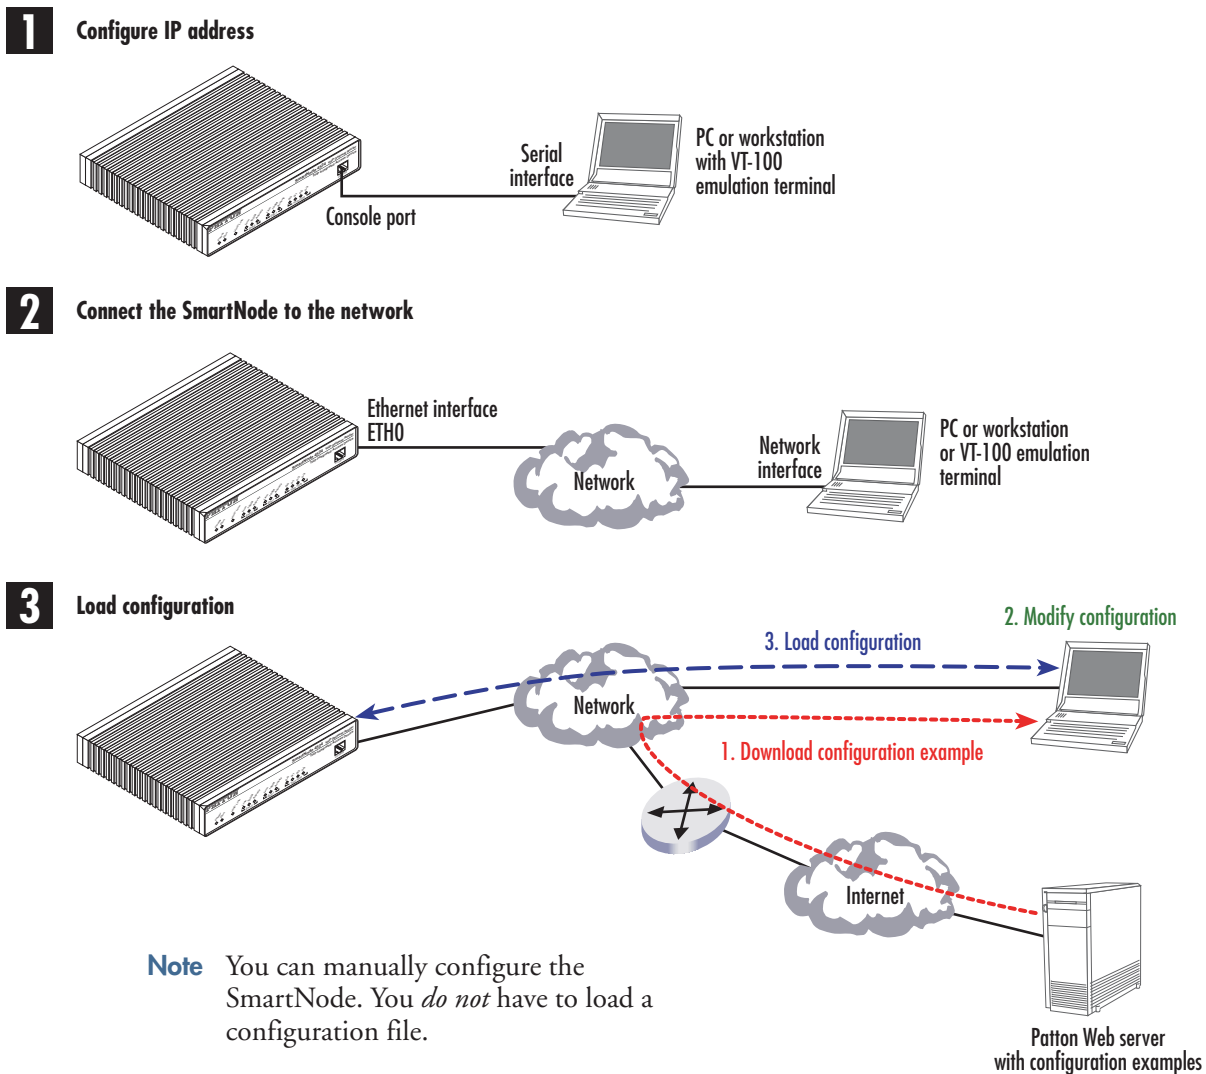 1 Configure IP address
Serial
interface
PC or workstation
with VT-100
emulation terminal
Console port
2 Connect the SmartNode to the network
Ethernet interface
ETH0
Network
Network
interface
PC or workstation
or VT-100 emulation
terminal
3 Load configuration
2. Modify configuration
3. Load configuration
Network
1. Download configuration example
Internet
Note You can manually configure the
SmartNode. You do not have to load a
configuration file.
Patton Web server
with configuration examples